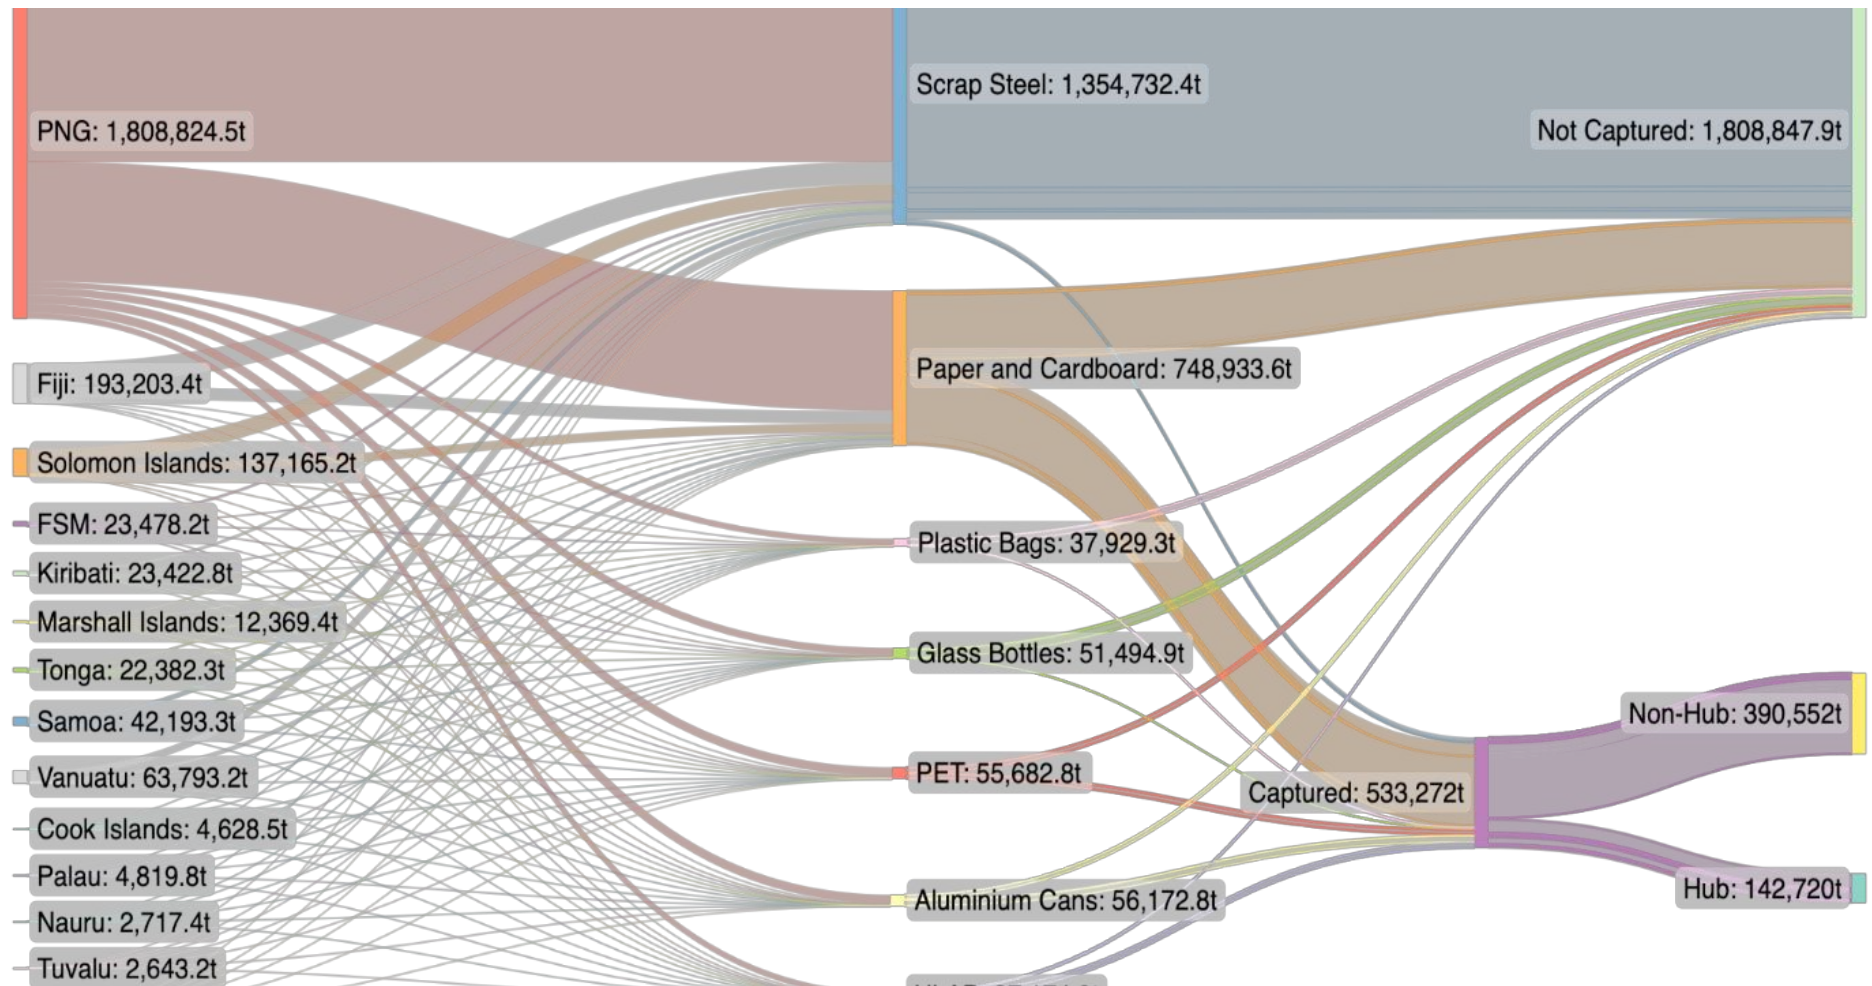 PNG: 1,808,824.5t
Fiji: 193,203.4t
Solomon Islands: 137,165.2t
FSM: 23,478.2t
Kiribati: 23,422.8t
Marshall Islands: 12,369.4t
Tonga: 22,382.3t
Samoa: 42,193.3t
Vanuatu: 63,793.2t
Cook Islands: 4,628.5t
Palau: 4,819.8t
Nauru: 2,717.4t
Tuvalu: 2,643.2t
Scrap Steel: 1,354,732.4t
Paper and Cardboard: 748,933.6t
Plastic Bags: 37,929.3t
Glass Bottles: 51,494.9t
PET: 55,682.8t
Aluminium Cans: 56,172.8t
Captured: 533,272t
Not Captured: 1,808,847.9t
Non-Hub: 390,552t
Hub: 142,720t